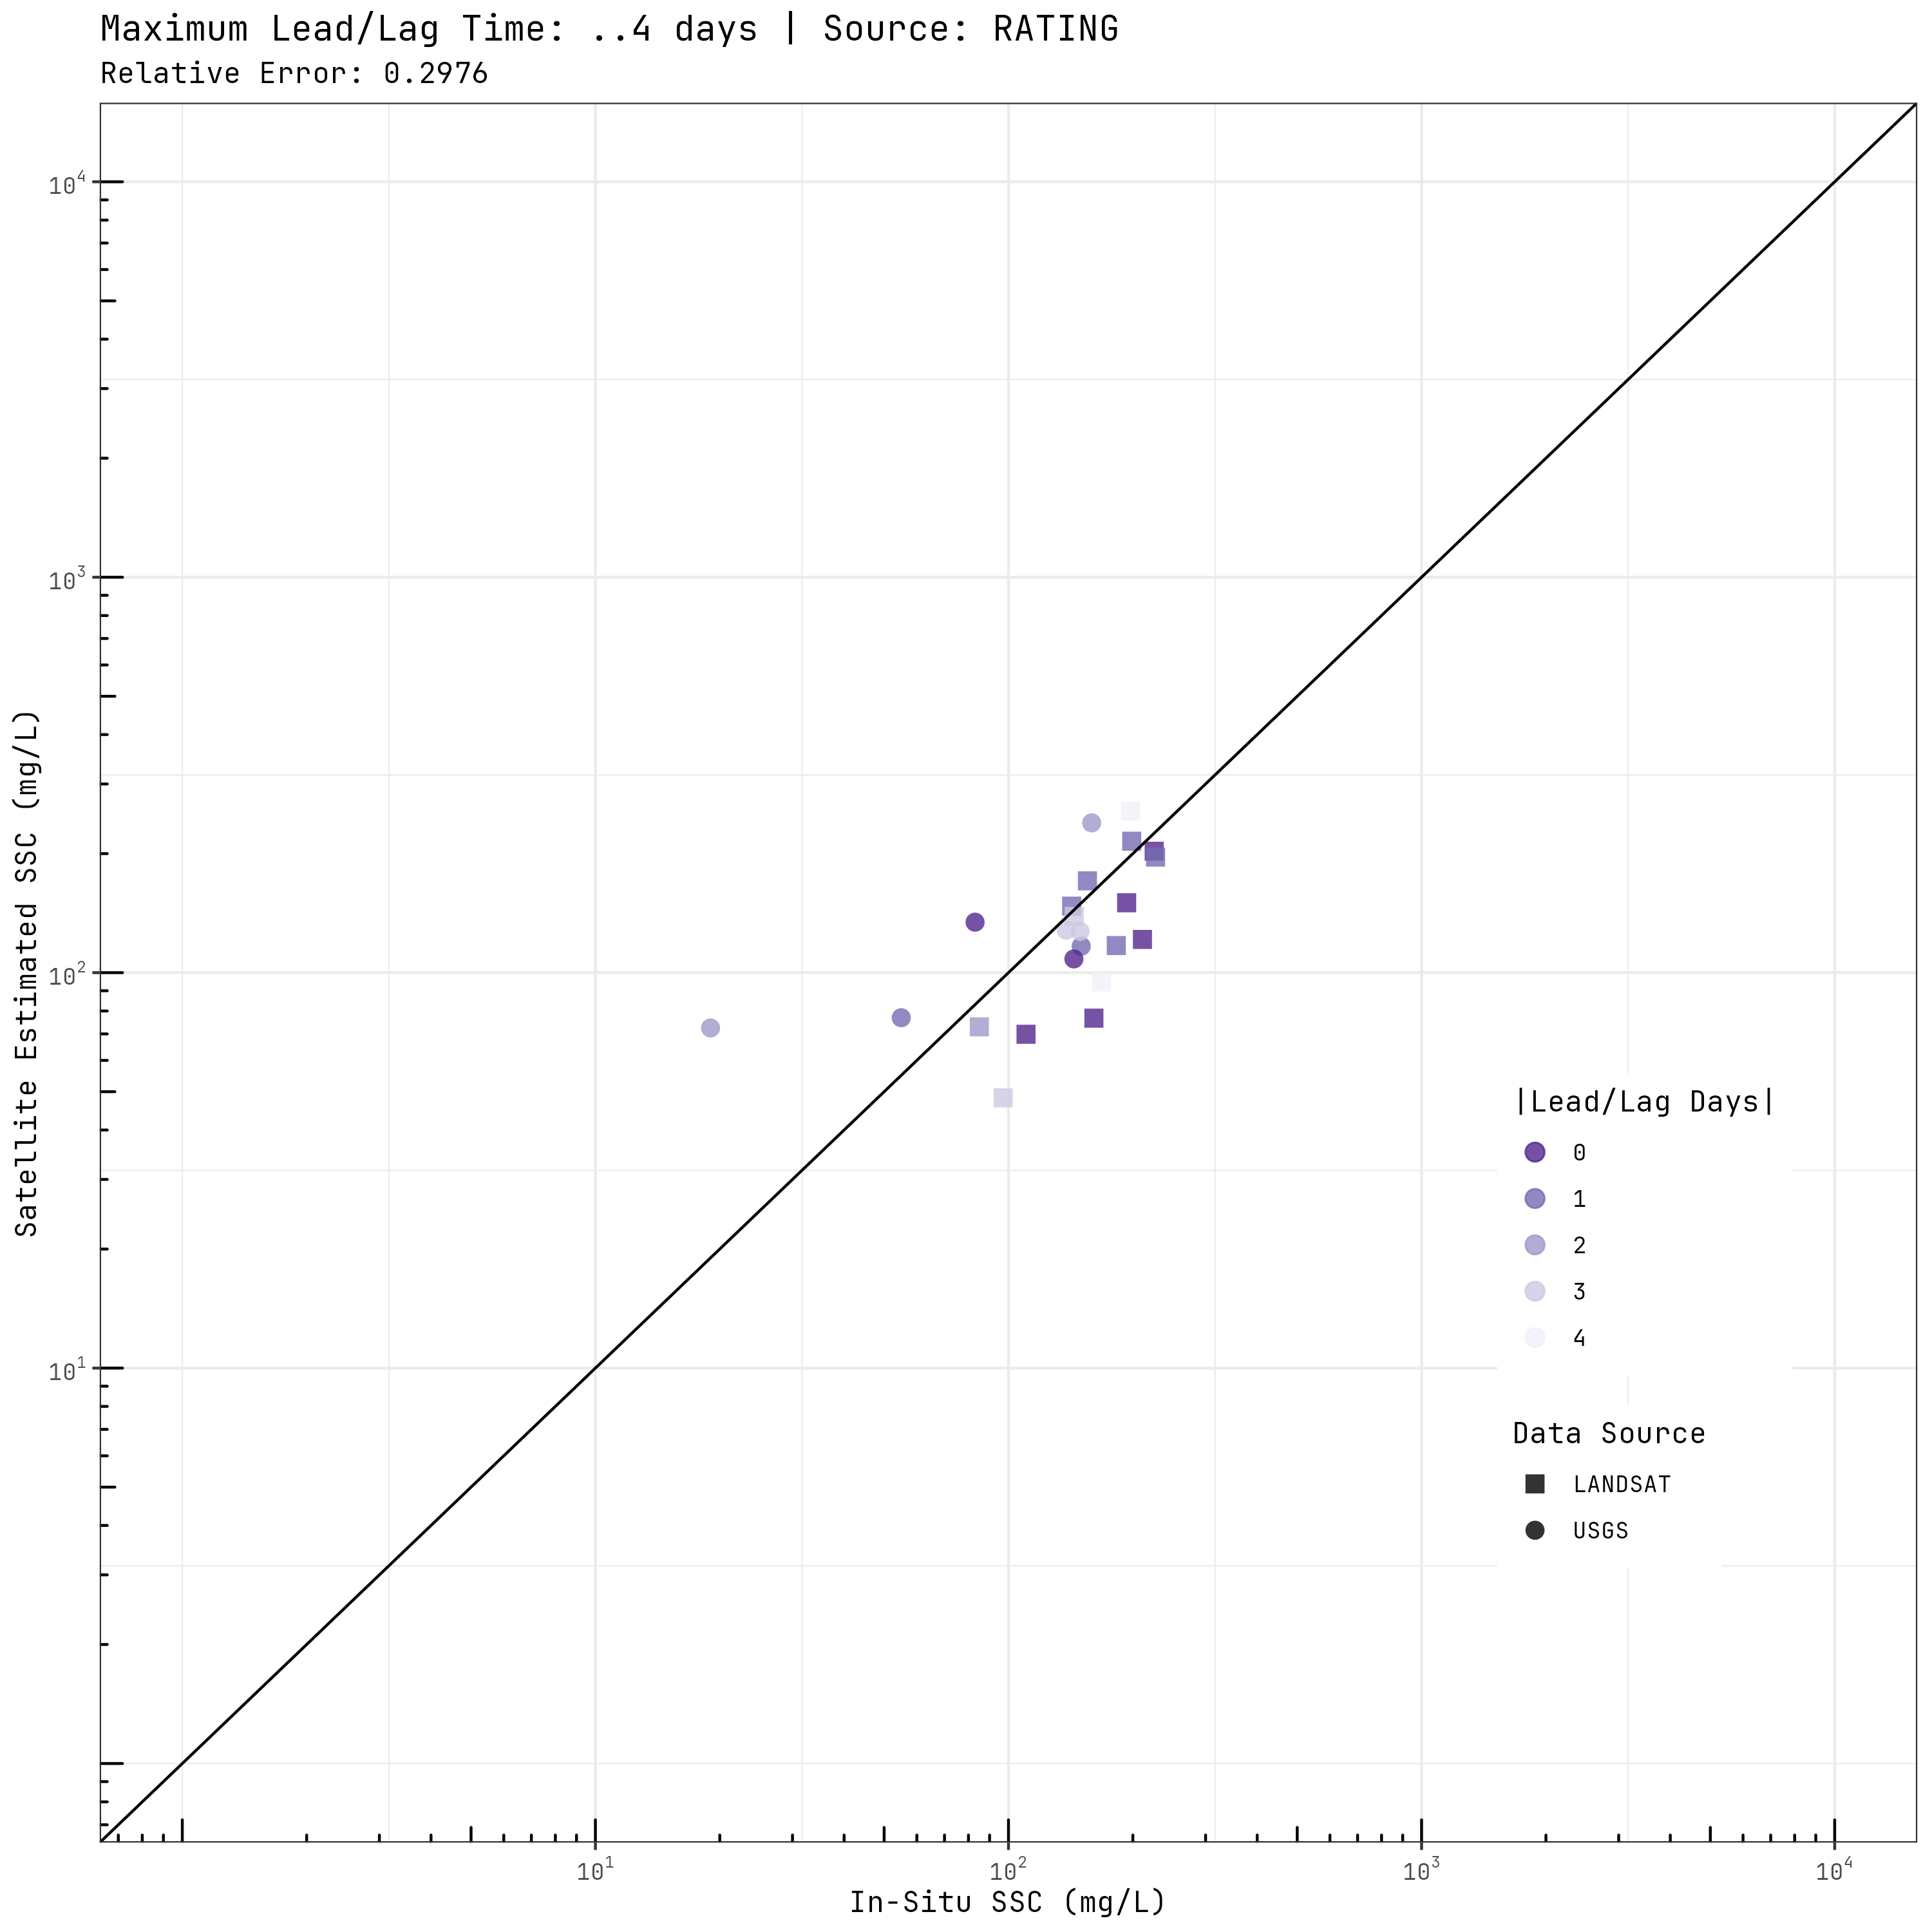 Maximum Lead/Lag Time: ..4 days | Source: RATING
Relative Error: 0.2976
Satellite Estimated SSC (mg/L)
10⁴
10³
10²
10¹
|Lead/Lag Days|
0
1
2
3
4
Data Source
LANDSAT
USGS
10¹ 10² 10³ 10⁴
In-Situ SSC (mg/L)